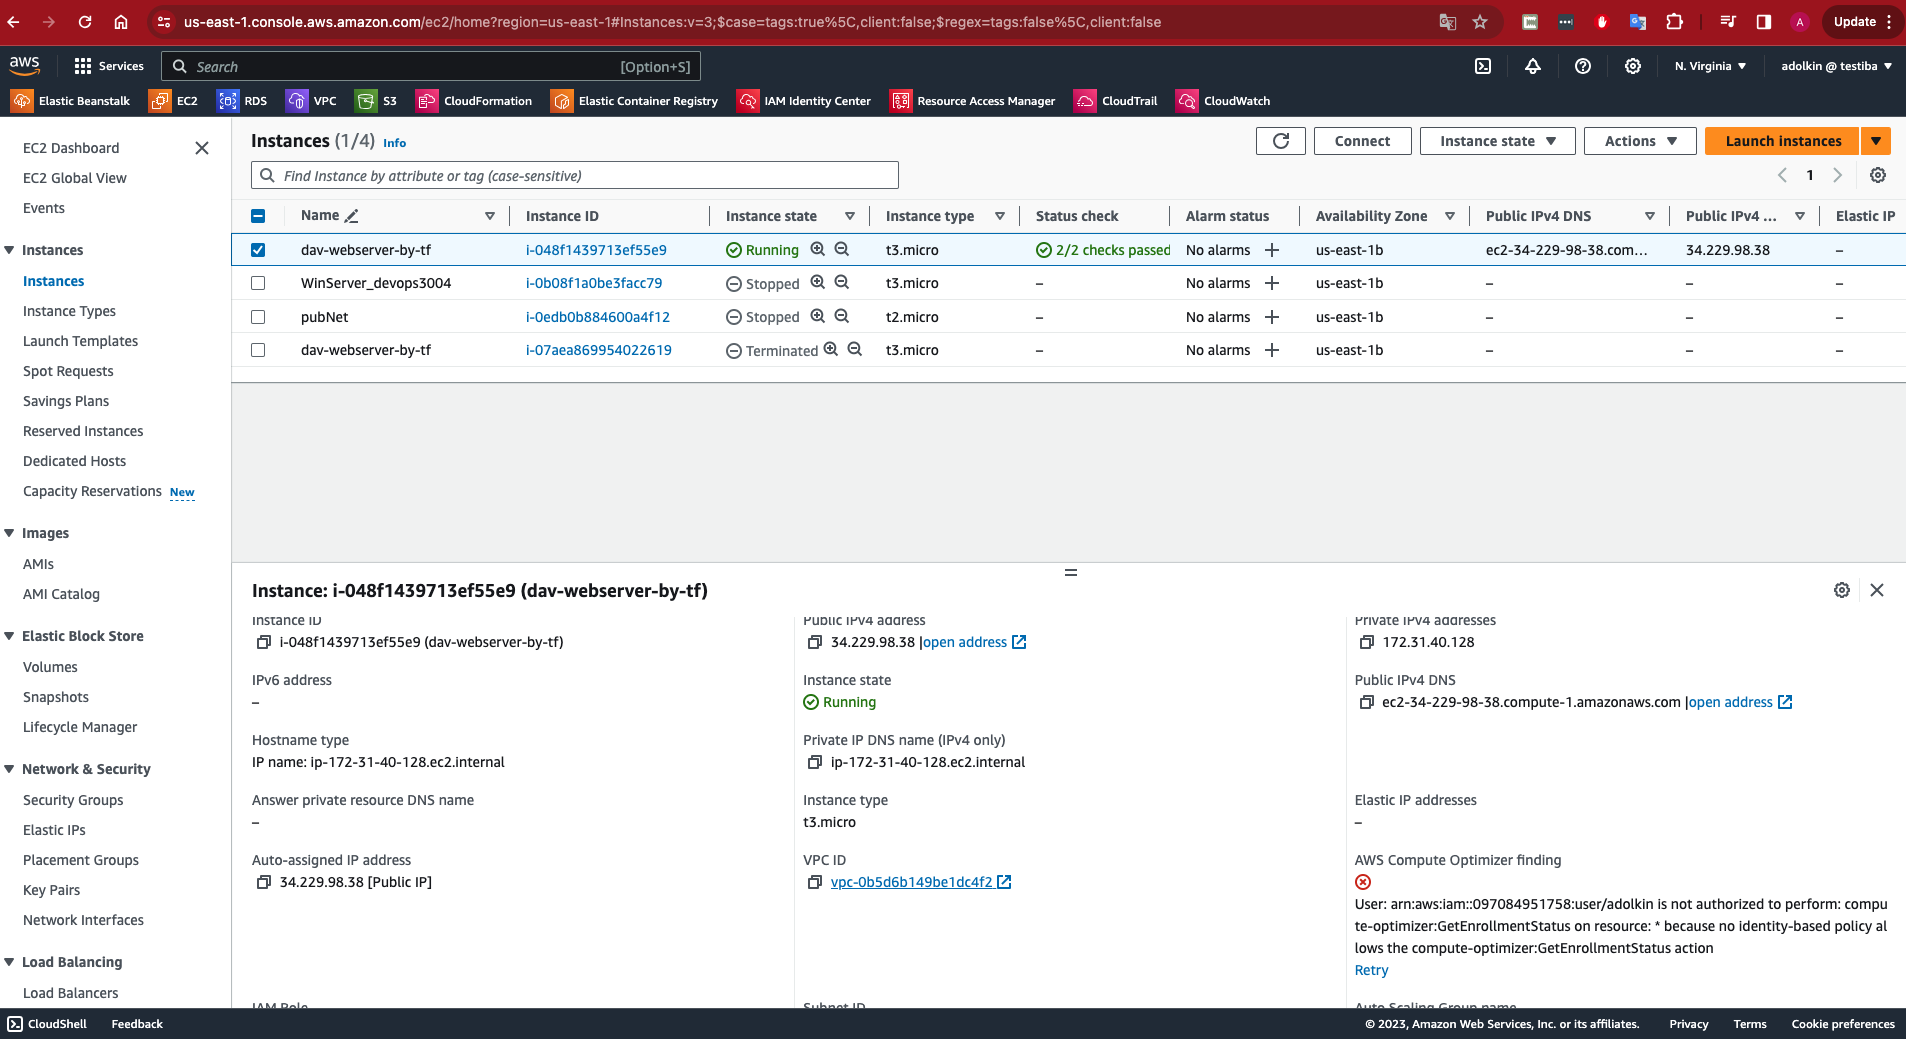 us-east-1.console.aws.amazon.com/ec2/home?region=us-east-1#Instances:v=3;$case=tags:true%5C,client:false;$regex=tags:false%5C,client:false
A
Update
aws
Services
Search
[Option+S]
N. Virginia
adolkin @ testiba
Elastic Beanstalk
EC2
RDS
VPC
S3
CloudFormation
Elastic Container Registry
IAM Identity Center
Resource Access Manager
CloudTrail
CloudWatch
EC2 Dashboard
EC2 Global View
Events
Instances
Instances
Instance Types
Launch Templates
Spot Requests
Savings Plans
Reserved Instances
Dedicated Hosts
Capacity Reservations New
Images
AMIs
AMI Catalog
Elastic Block Store
Volumes
Snapshots
Lifecycle Manager
Network & Security
Security Groups
Elastic IPs
Placement Groups
Key Pairs
Network Interfaces
Load Balancing
Load Balancers
Instances (1/4) Info
Connect
Instance state
Actions
Launch instances
Find Instance by attribute or tag (case-sensitive)
1
Name Instance ID Instance state Instance type Status check Alarm status Availability Zone Public IPv4 DNS Public IPv4 ... Elastic IP
dav-webserver-by-tf i-048f1439713ef55e9 Running t3.micro 2/2 checks passed No alarms + us-east-1b ec2-34-229-98-38.com... 34.229.98.38 –
WinServer_devops3004 i-0b08f1a0be3facc79 Stopped t3.micro – No alarms + us-east-1b – – –
pubNet i-0edb0b884600a4f12 Stopped t2.micro – No alarms + us-east-1b – – –
dav-webserver-by-tf i-07aea869954022619 Terminated t3.micro – No alarms + us-east-1b – – –
Instance: i-048f1439713ef55e9 (dav-webserver-by-tf)
Instance ID
i-048f1439713ef55e9 (dav-webserver-by-tf)
Public IPv4 address
34.229.98.38 |open address
Private IPv4 addresses
172.31.40.128
IPv6 address
–
Instance state
Running
Public IPv4 DNS
ec2-34-229-98-38.compute-1.amazonaws.com |open address
Hostname type
IP name: ip-172-31-40-128.ec2.internal
Private IP DNS name (IPv4 only)
ip-172-31-40-128.ec2.internal
Answer private resource DNS name
–
Instance type
t3.micro
Elastic IP addresses
–
Auto-assigned IP address
34.229.98.38 [Public IP]
VPC ID
vpc-0b5d6b149be1dc4f2
AWS Compute Optimizer finding
User: arn:aws:iam::097084951758:user/adolkin is not authorized to perform: compu
te-optimizer:GetEnrollmentStatus on resource: * because no identity-based policy al
lows the compute-optimizer:GetEnrollmentStatus action
Retry
IAM Role
Subnet ID
Auto Scaling Group name
CloudShell
Feedback
© 2023, Amazon Web Services, Inc. or its affiliates.
Privacy
Terms
Cookie preferences